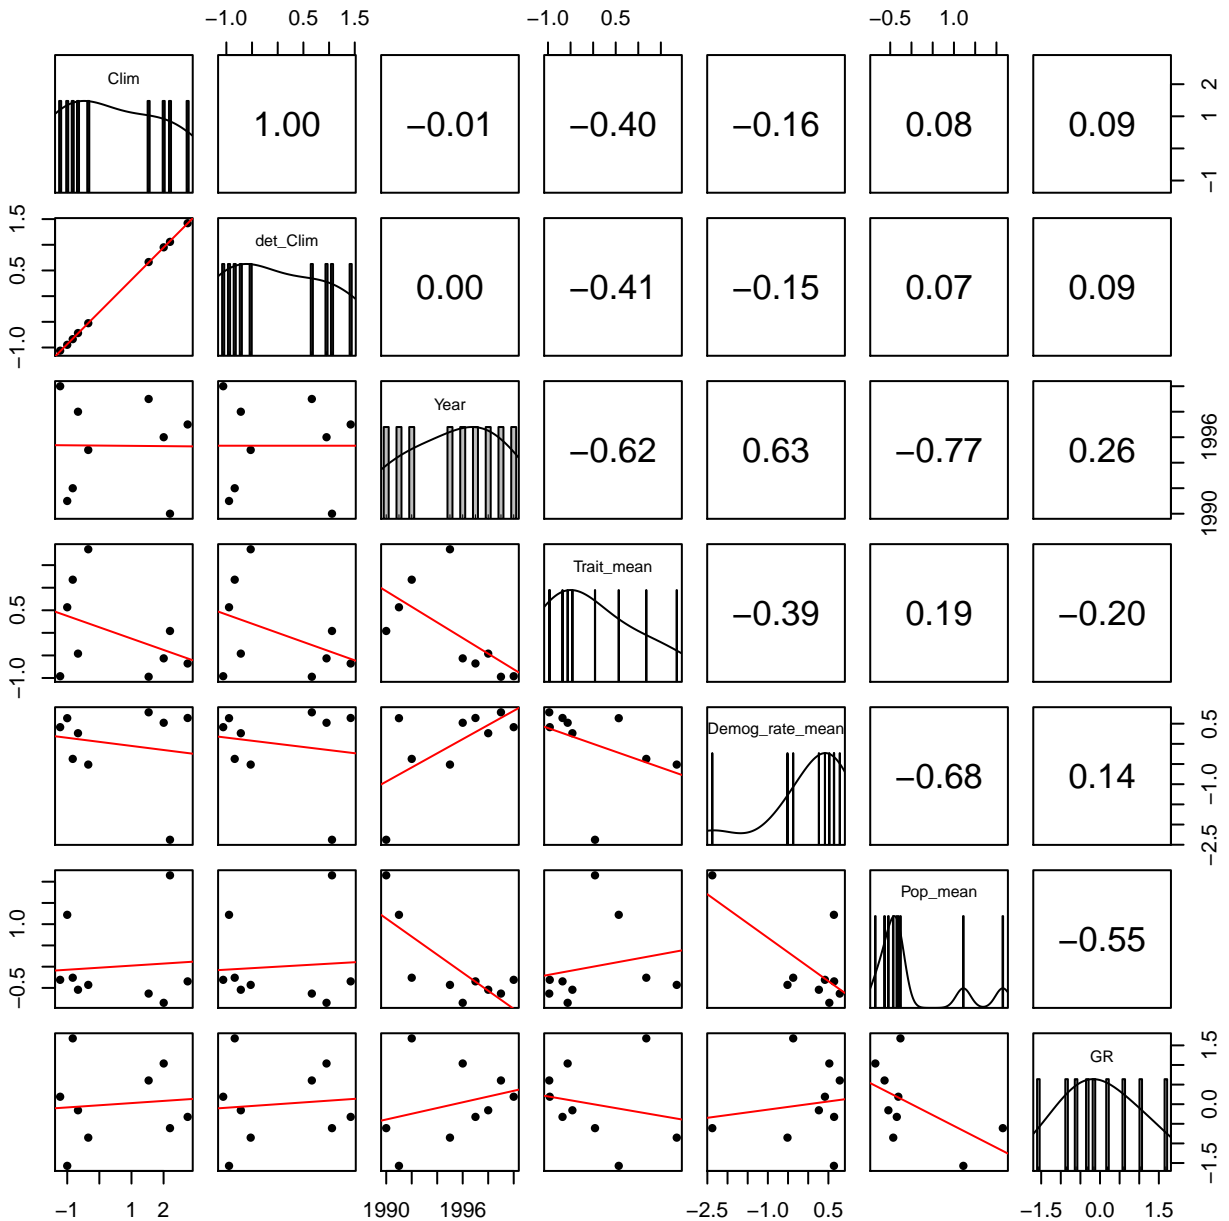 −1.0 0.5 1.5 −1.0 0.5 −0.5 1.0
Clim 1.00 −0.01 −0.40 −0.16 0.08 0.09 −1 1 2
−1.0 0.5 1.5 det_Clim 0.00 −0.41 −0.15 0.07 0.09
Year −0.62 0.63 −0.77 0.26 1990 1996
−1.0 0.5 Trait_mean −0.39 0.19 −0.20
Demog_rate_mean −0.68 0.14 −2.5 −1.0 0.5
−0.5 1.0 Pop_mean −0.55
GR −1.5 0.0 1.5
−1 1 2 1990 1996 −2.5 −1.0 0.5 −1.5 0.0 1.5